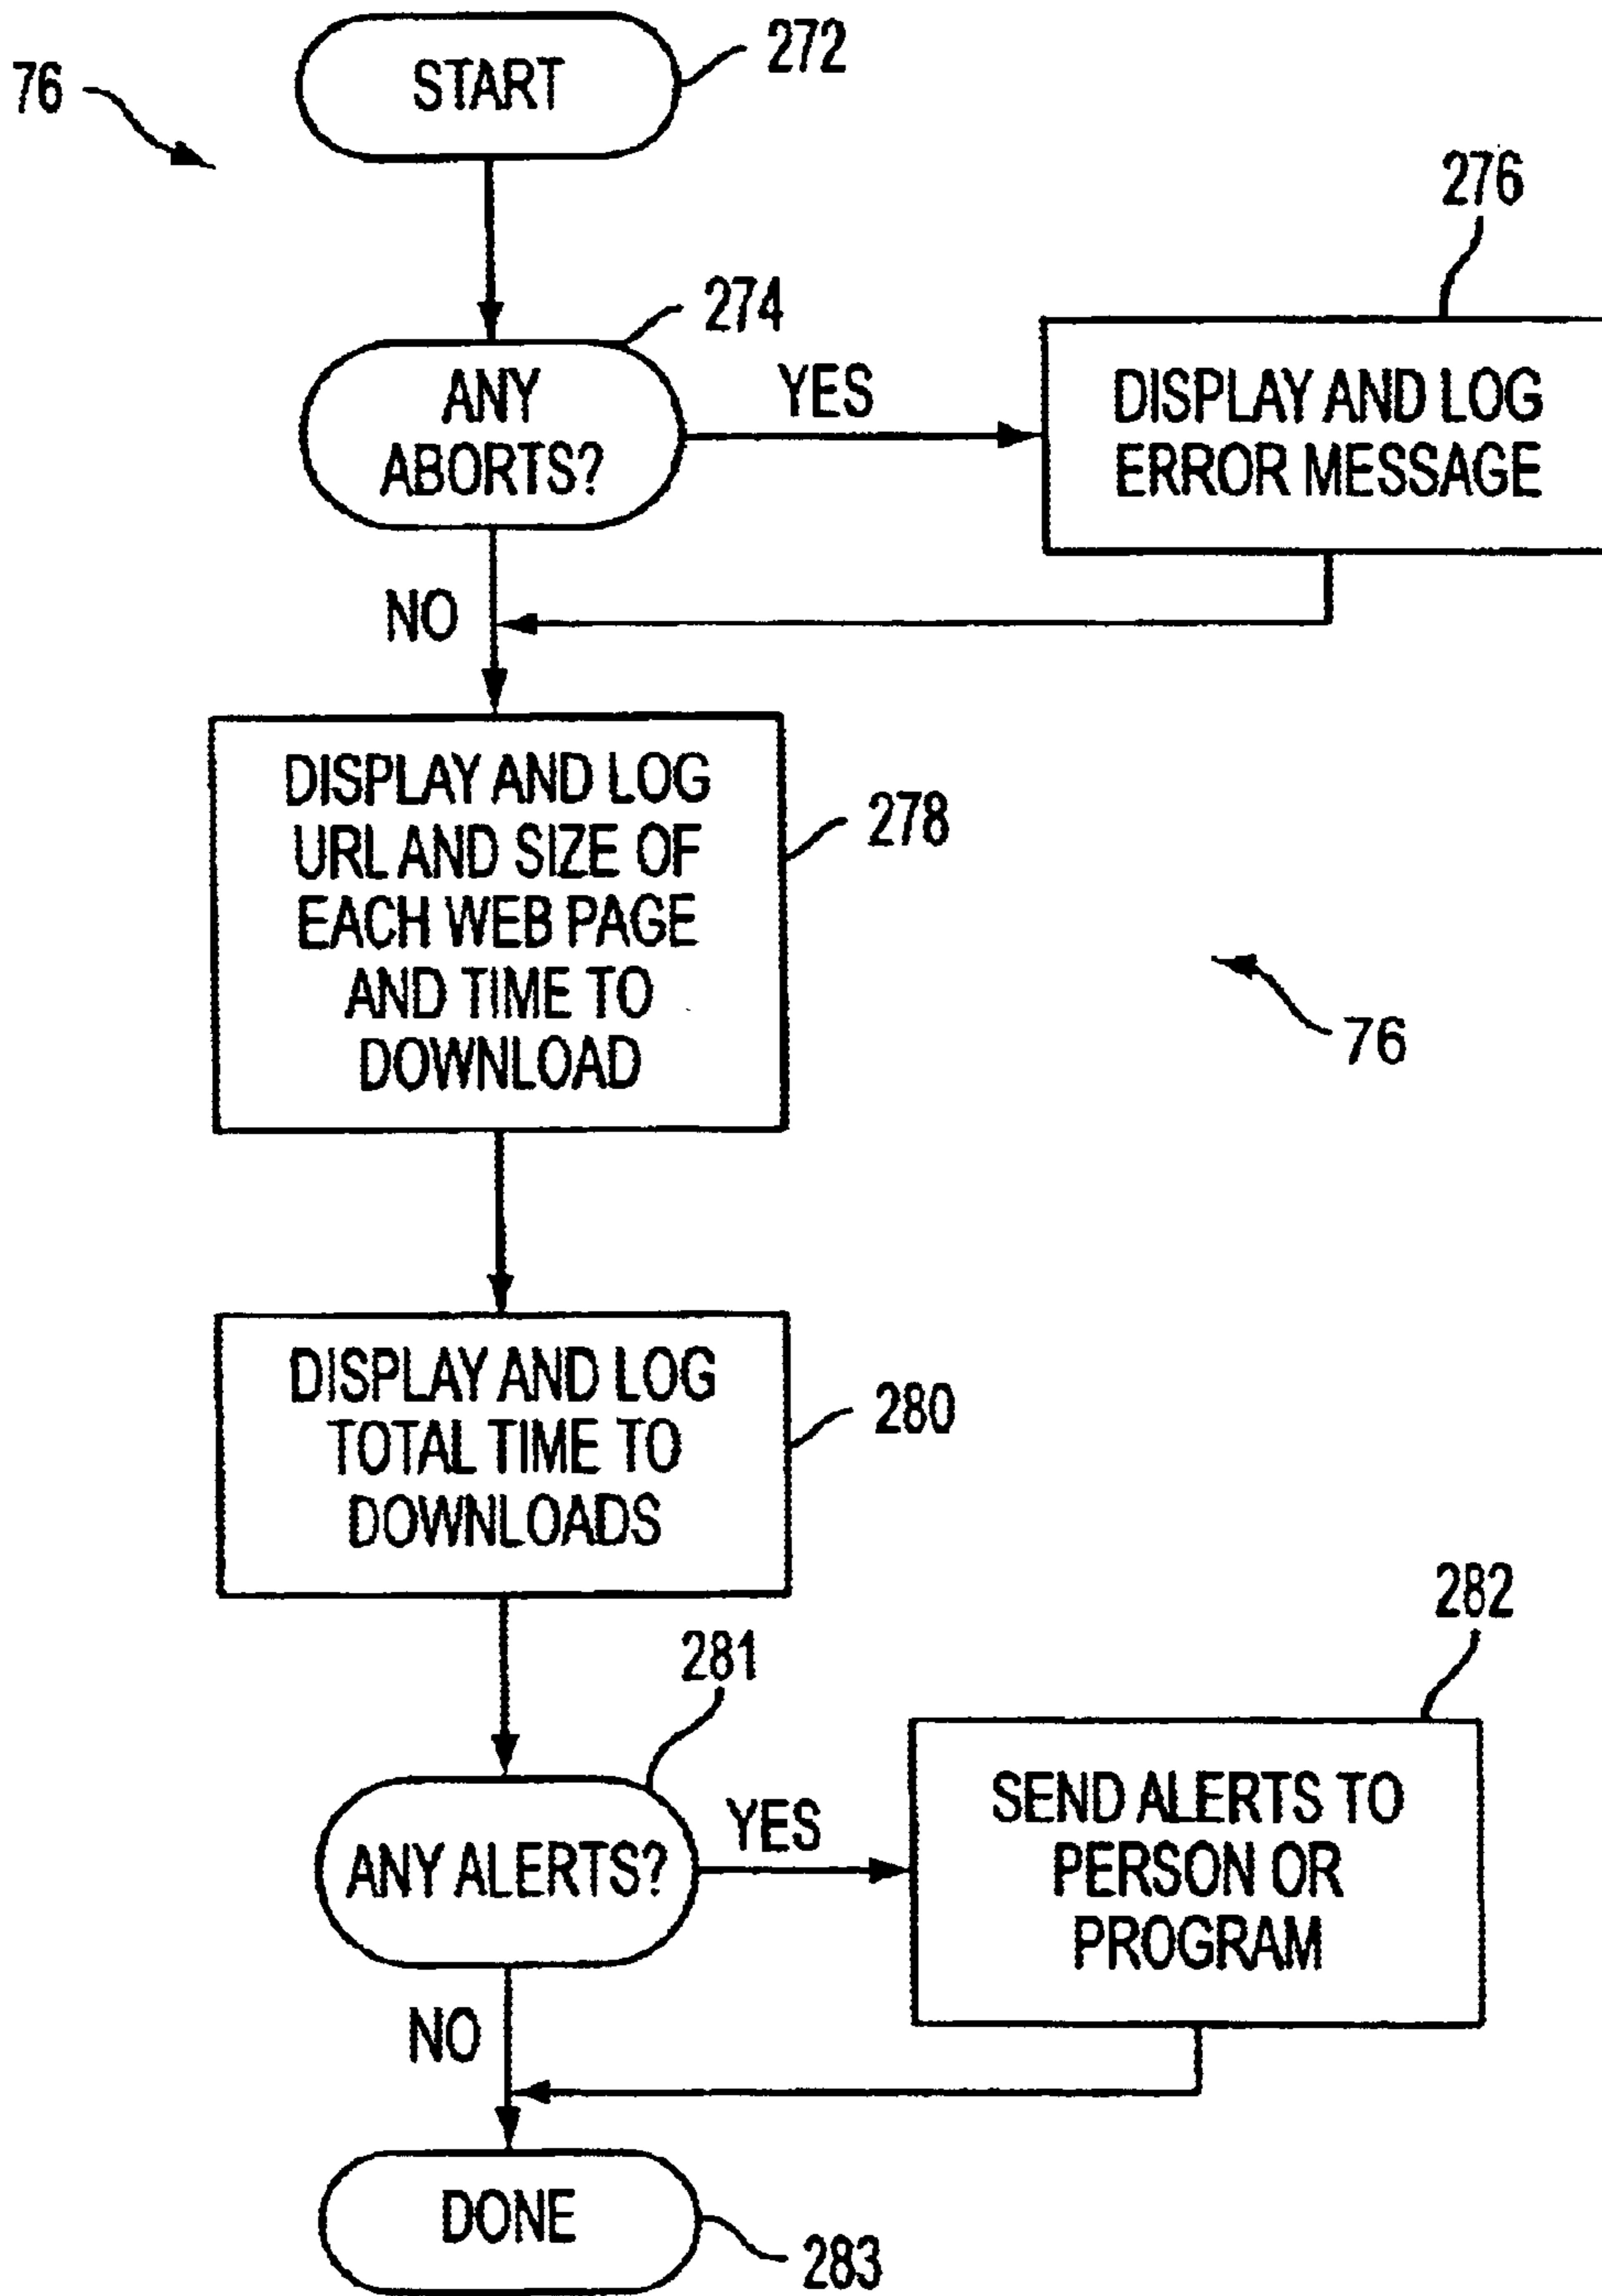 START
272
76
276
274
ANY
ABORTS?
YES
DISPLAY AND LOG
ERROR MESSAGE
NO
DISPLAY AND LOG
URL AND SIZE OF
EACH WEB PAGE
AND TIME TO
DOWNLOAD
278
76
DISPLAY AND LOG
TOTAL TIME TO
DOWNLOADS
280
281
282
ANY ALERTS?
YES
SEND ALERTS TO
PERSON OR
PROGRAM
NO
DONE
283